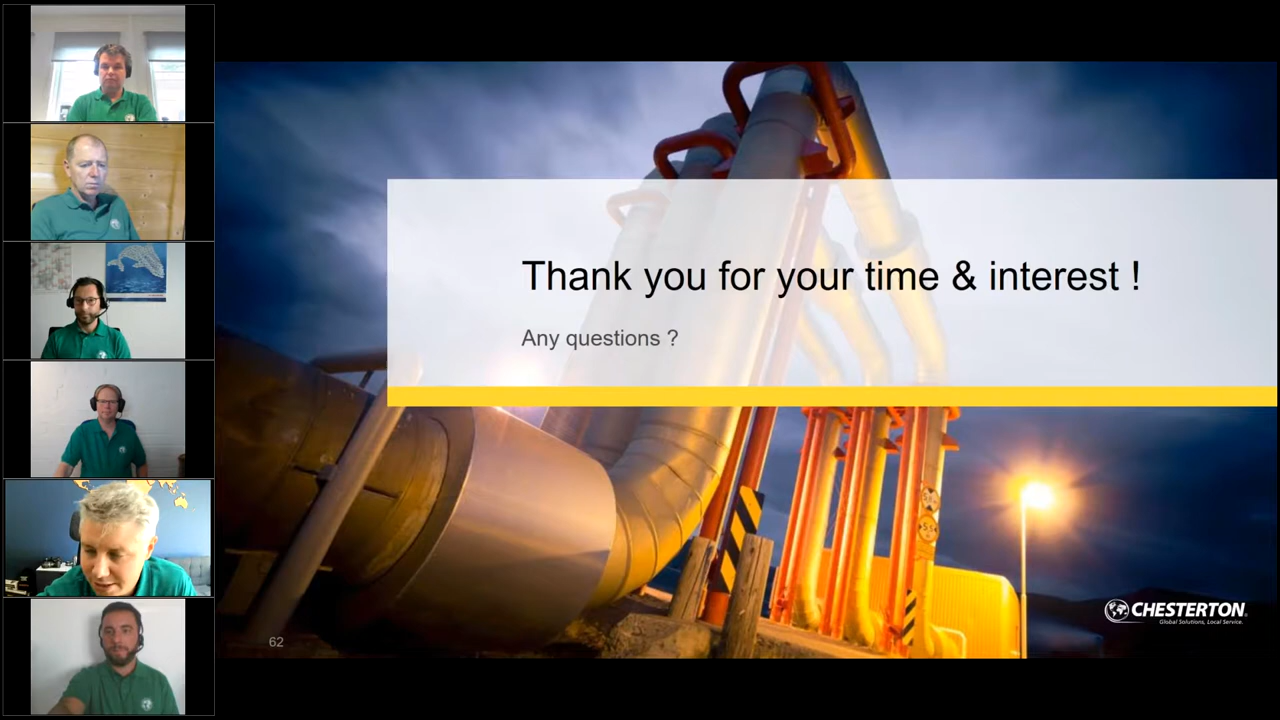 Thank you for your time & interest !
Any questions ?
CHESTERTON
Global Solutions, Local Service.
62